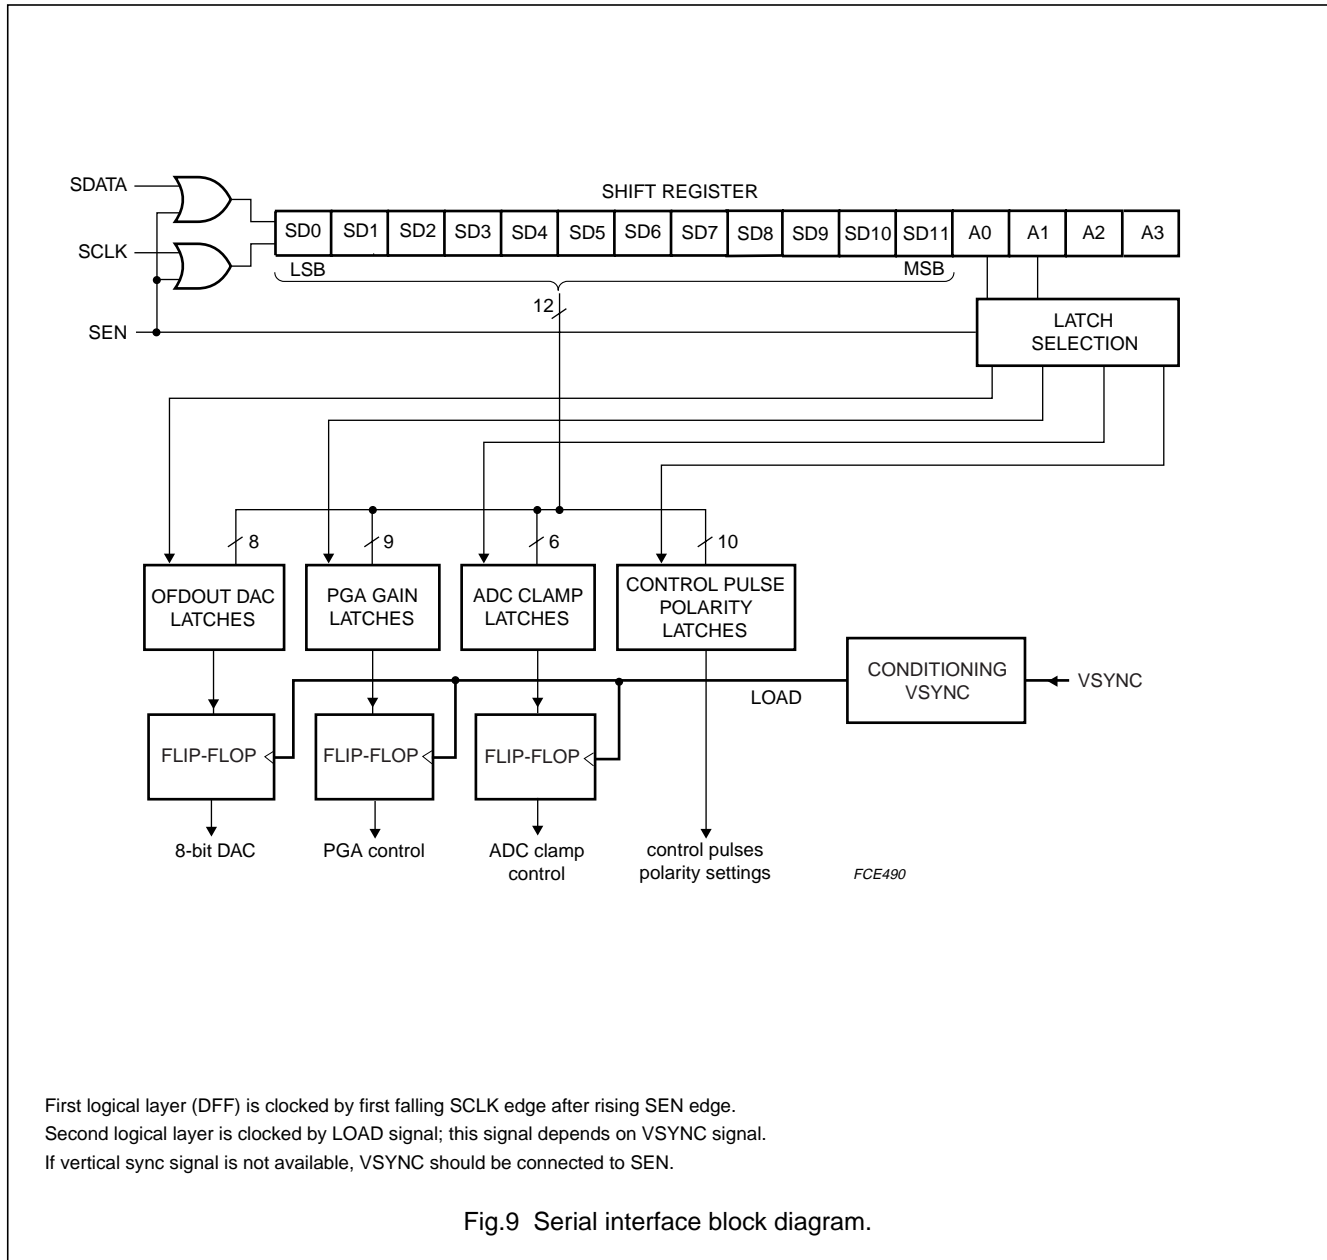 SDATA
SHIFT REGISTER
SD0 SD1 SD2 SD3 SD4 SD5 SD6 SD7 SD8 SD9 SD10 SD11 A0 A1 A2 A3
SCLK
LSB MSB
12
SEN
LATCH
SELECTION
8 9 6 10
OFDOUT DAC
LATCHES
PGA GAIN
LATCHES
ADC CLAMP
LATCHES
CONTROL PULSE
POLARITY
LATCHES
CONDITIONING
VSYNC
VSYNC
LOAD
FLIP-FLOP FLIP-FLOP FLIP-FLOP
8-bit DAC
PGA control
ADC clamp
control
control pulses
polarity settings
FCE490
First logical layer (DFF) is clocked by first falling SCLK edge after rising SEN edge.
Second logical layer is clocked by LOAD signal; this signal depends on VSYNC signal.
If vertical sync signal is not available, VSYNC should be connected to SEN.
Fig.9 Serial interface block diagram.